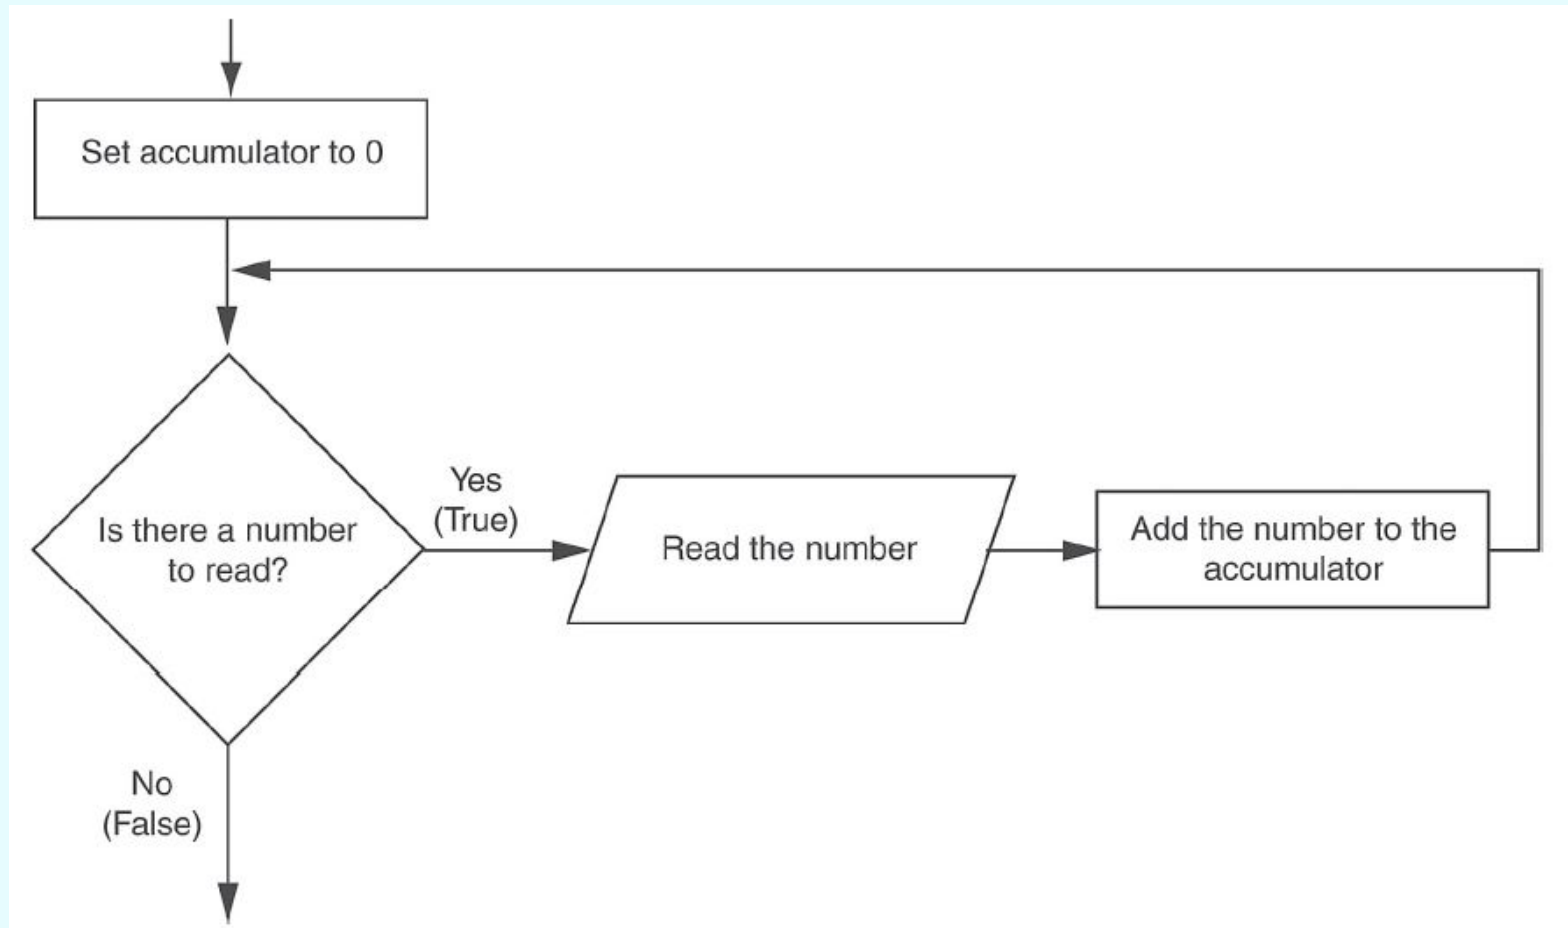 Set accumulator to 0
Is there a number
to read?
Yes
(True)
Read the number
Add the number to the
accumulator
No
(False)